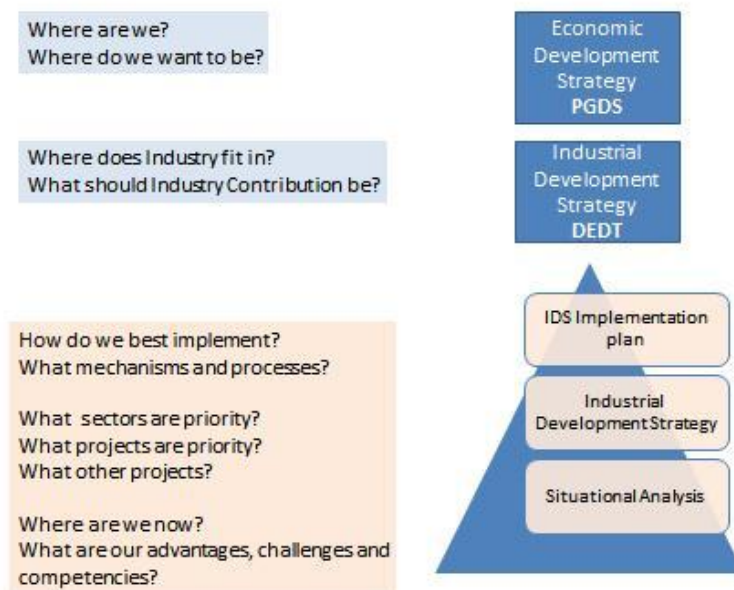 Where are we?
Where do we want to be?
Economic
Development
Strategy
PGDS
Where does Industry fit in?
What should Industry Contribution be?
Industrial
Development
Strategy
DEDT
How do we best implement?
What mechanisms and processes?
What sectors are priority?
What projects are priority?
What other projects?
Where are we now?
What are our advantages, challenges and
competencies?
IDS Implementation
plan
Industrial
Development Strategy
Situational Analysis